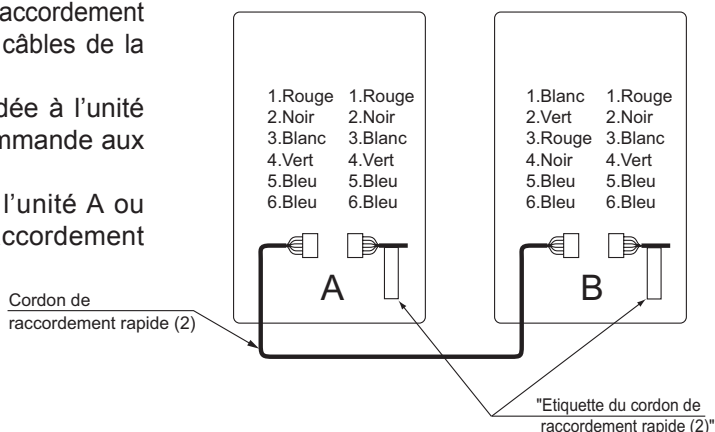 accordement
câbles de la
dée à l'unité
mmande aux
l'unité A ou
accordement
1.Rouge 1.Rouge
2.Noir 2.Noir
3.Blanc 3.Blanc
4.Vert 4.Vert
5.Bleu 5.Bleu
6.Bleu 6.Bleu
A
1.Blanc 1.Rouge
2.Vert 2.Noir
3.Rouge 3.Blanc
4.Noir 4.Vert
5.Bleu 5.Bleu
6.Bleu 6.Bleu
B
Cordon de
raccordement rapide (2)
"Etiquette du cordon de
raccordement rapide (2)"